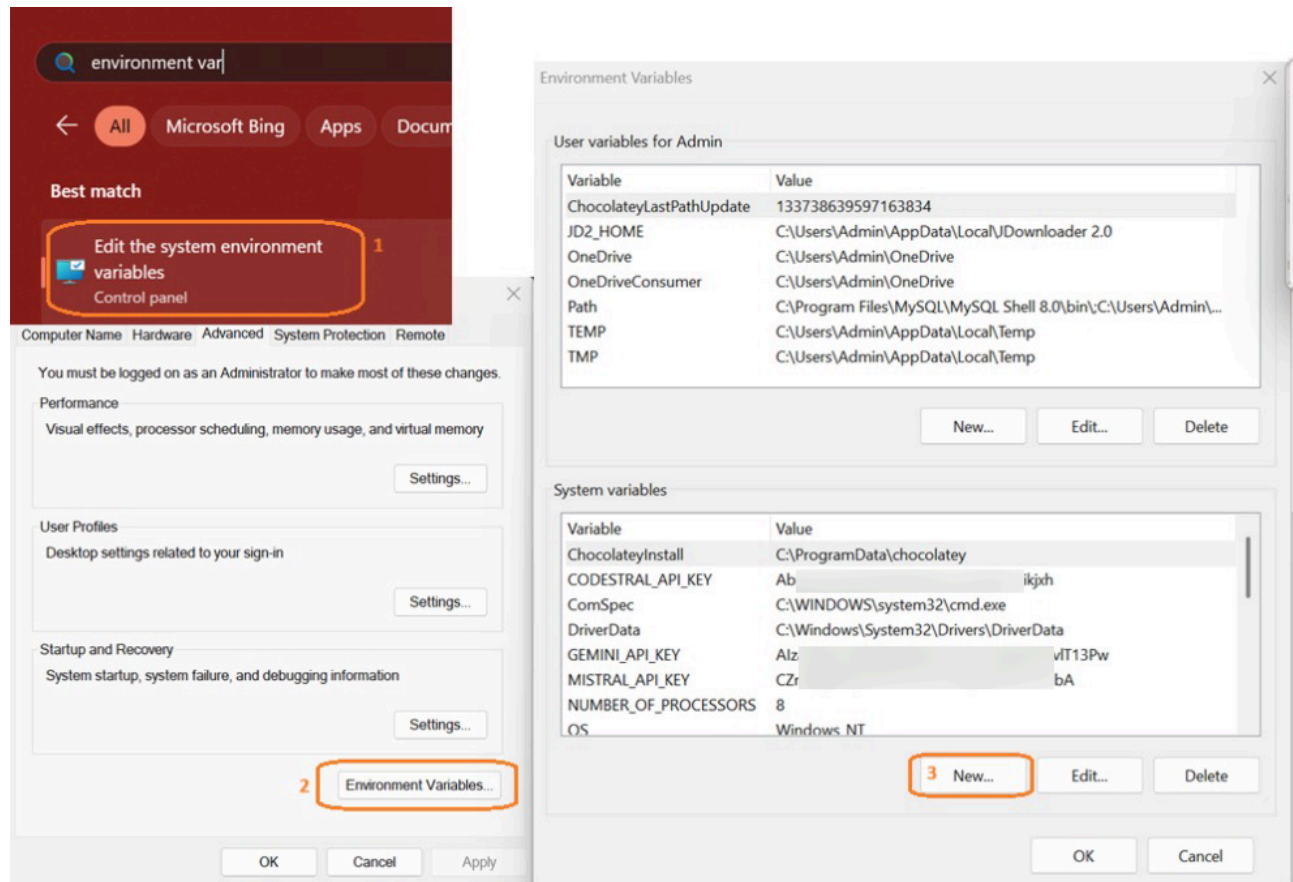 environment var
All Microsoft Bing Apps Docum
Best match
Edit the system environment
variables
Control panel
1
Computer Name Hardware Advanced System Protection Remote
You must be logged on as an Administrator to make most of these changes.
Performance
Visual effects, processor scheduling, memory usage, and virtual memory
Settings...
User Profiles
Desktop settings related to your sign-in
Settings...
Startup and Recovery
System startup, system failure, and debugging information
Settings...
2
Environment Variables...
OK Cancel Apply
Environment Variables
User variables for Admin
Variable Value
ChocolateyLastPathUpdate 133738639597163834
JD2_HOME C:\Users\Admin\AppData\Local\JDownloader 2.0
OneDrive C:\Users\Admin\OneDrive
OneDriveConsumer C:\Users\Admin\OneDrive
Path C:\Program Files\MySQL\MySQL Shell 8.0\bin\;C:\Users\Admin\...
TEMP C:\Users\Admin\AppData\Local\Temp
TMP C:\Users\Admin\AppData\Local\Temp
New... Edit... Delete
System variables
Variable Value
ChocolateyInstall C:\ProgramData\chocolatey
CODESTRAL_API_KEY Ab ikjxh
ComSpec C:\WINDOWS\system32\cmd.exe
DriverData C:\Windows\System32\Drivers\DriverData
GEMINI_API_KEY AIz vlT13Pw
MISTRAL_API_KEY CZr bA
NUMBER_OF_PROCESSORS 8
OS Windows_NT
3 New... Edit... Delete
OK Cancel